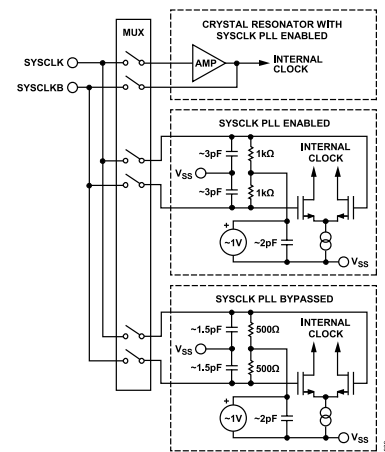 MUX
CRYSTAL RESONATOR WITH
SYSCLK PLL ENABLED
SYSCLK
SYSCLKB
AMP
INTERNAL
CLOCK
SYSCLK PLL ENABLED
~3pF
1kΩ
INTERNAL
CLOCK
VSS
~3pF
1kΩ
+
~1V
~2pF
VSS
SYSCLK PLL BYPASSED
~1.5pF
500Ω
INTERNAL
CLOCK
VSS
~1.5pF
500Ω
+
~1V
~2pF
VSS